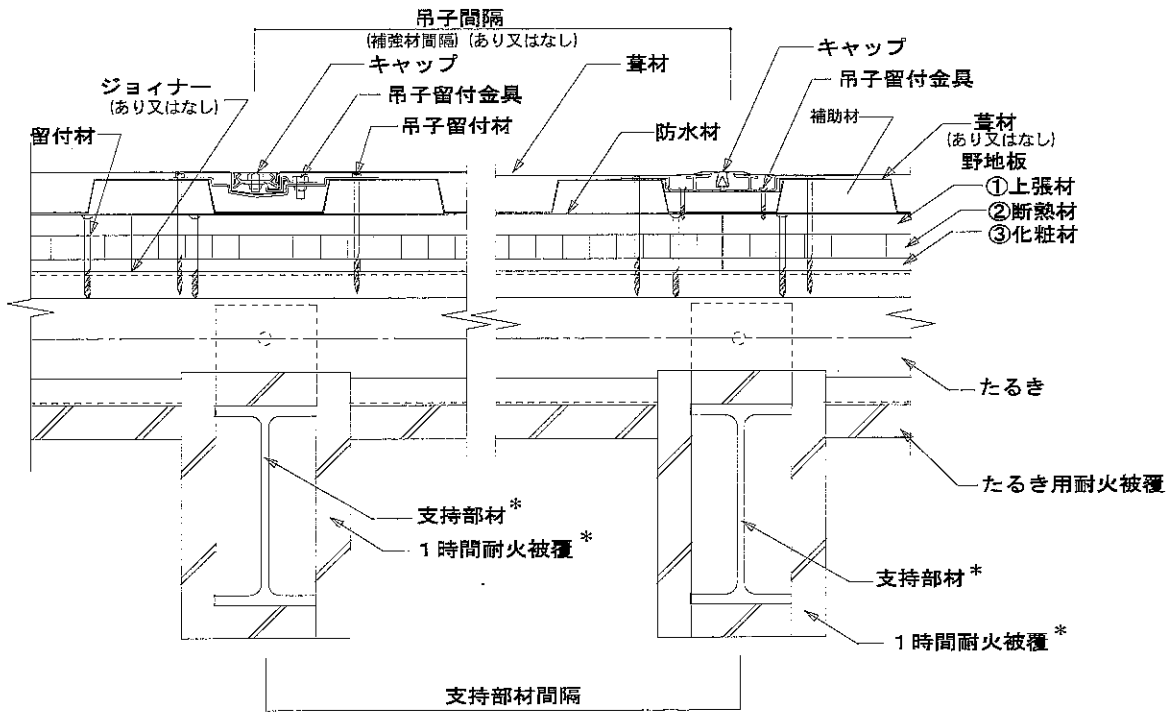 吊子間隔
(補強材間隔) (あり又はなし)
キャップ
葺材
キャップ
ジョイナー
(あり又はなし)
吊子留付金具
吊子留付金具
留付材
吊子留付材
防水材
補助材
葺材
(あり又はなし)
野地板
①上張材
②断熱材
③化粧材
たるき
たるき用耐火被覆
支持部材*
1時間耐火被覆*
支持部材*
1時間耐火被覆*
支持部材間隔